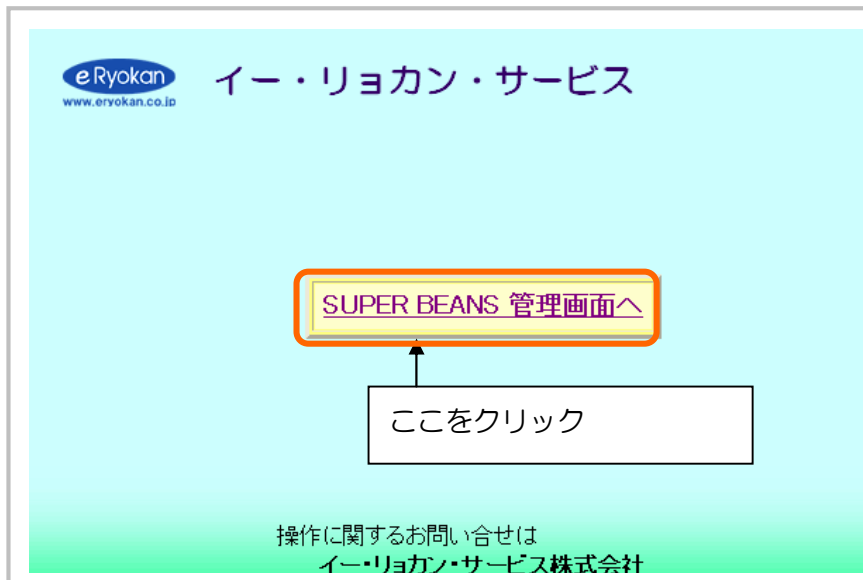 eRyokan イー・リョカン・サービス
www.eryokan.co.jp
SUPER BEANS 管理画面へ
ここをクリック
操作に関するお問い合せは
イー・リョカン・サービス株式会社